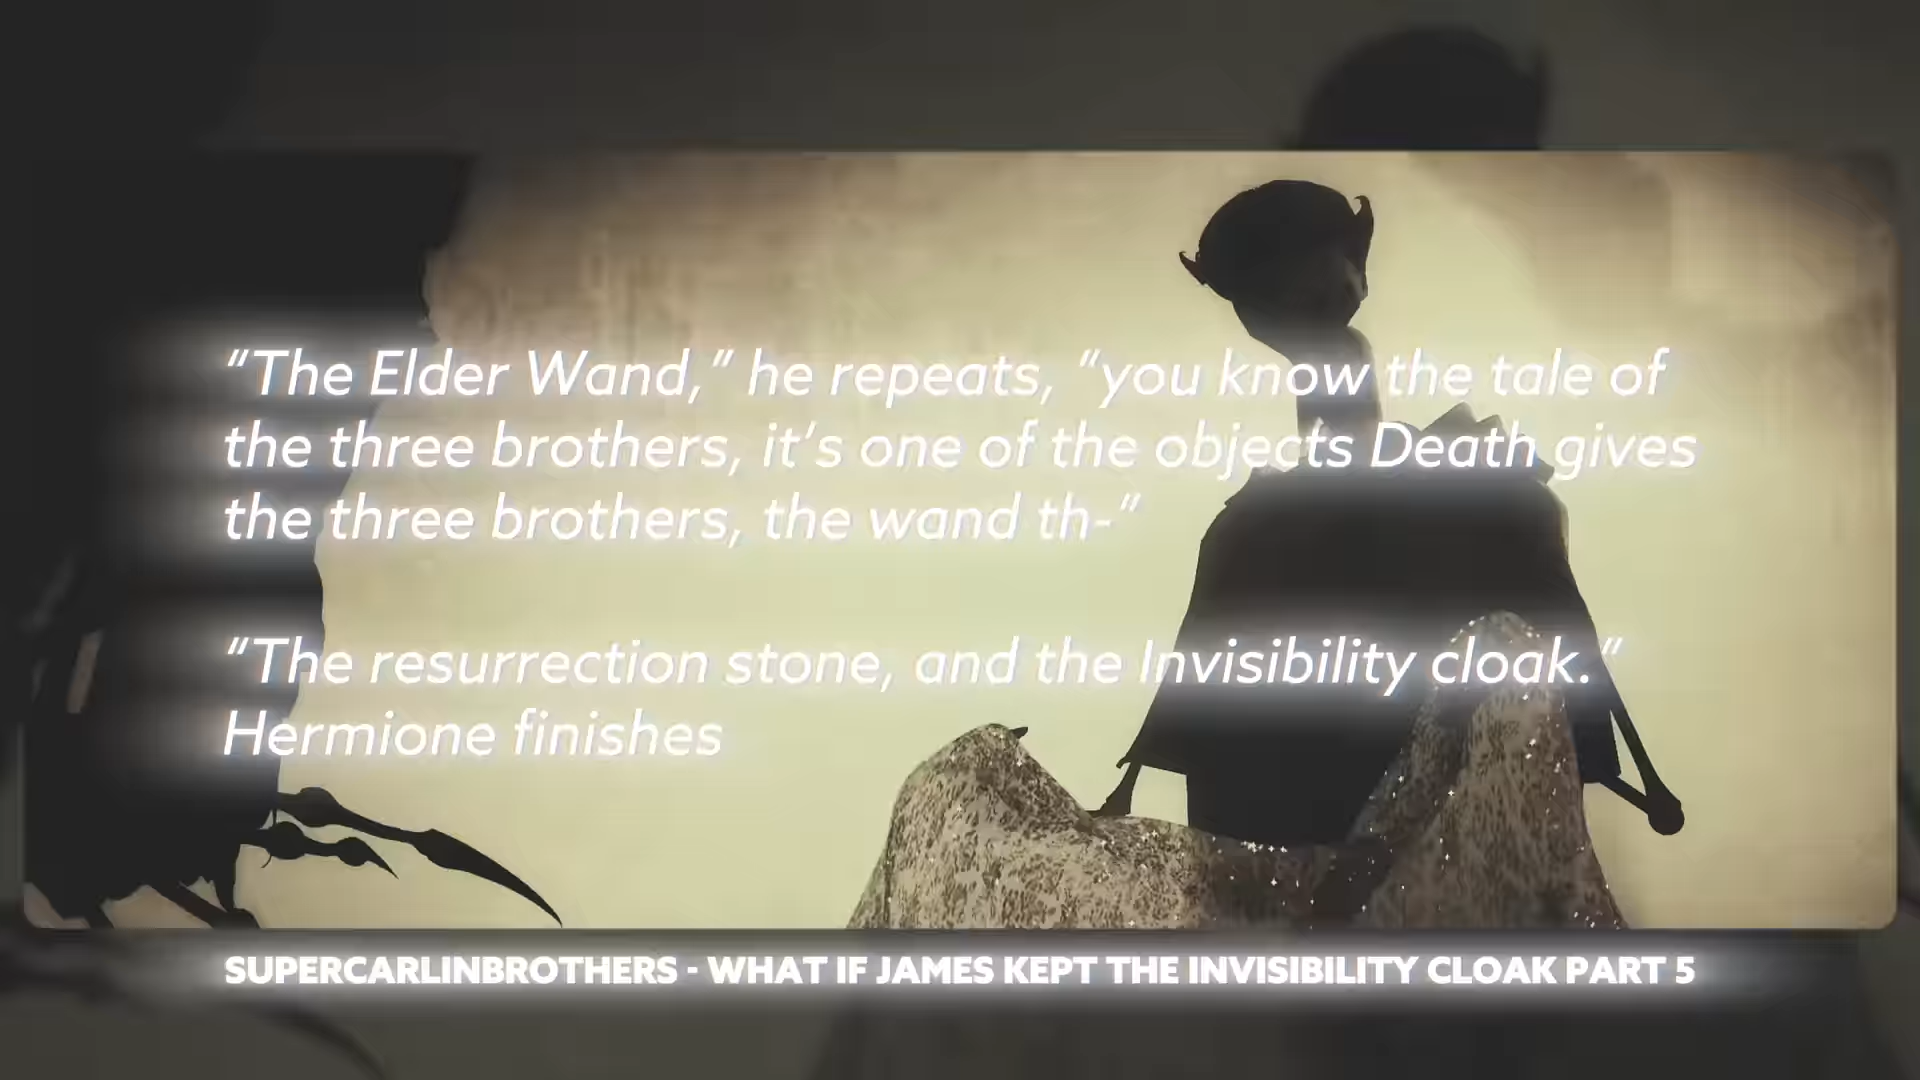 “The Elder Wand,” he repeats, “you know the tale of
the three brothers, it’s one of the objects Death gives
the three brothers, the wand th-”
“The resurrection stone, and the Invisibility cloak.”
Hermione finishes
SUPERCARLINBROTHERS - WHAT IF JAMES KEPT THE INVISIBILITY CLOAK PART 5